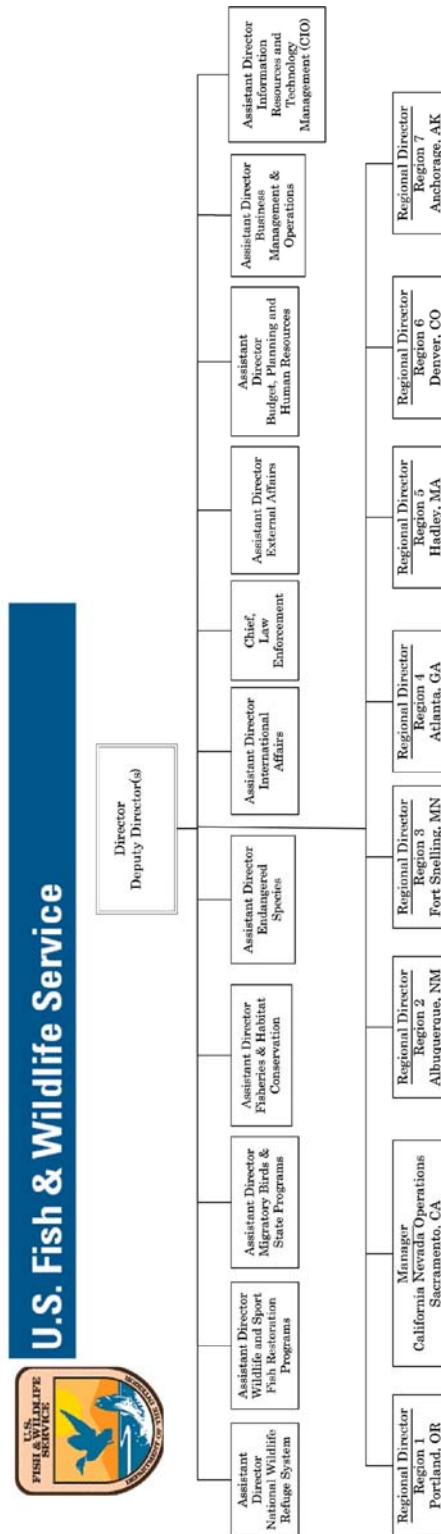 U.S.
FISH & WILDLIFE
SERVICE
DEPARTMENT OF THE INTERIOR
U.S. Fish & Wildlife Service
Director
Deputy Director(s)
Assistant
Director
National Wildlife
Refuge System
Assistant Director
Wildlife and Sport
Fish Restoration
Programs
Assistant Director
Migratory Birds &
State Programs
Assistant Director
Fisheries & Habitat
Conservation
Assistant Director
Endangered
Species
Assistant Director
International
Affairs
Chief,
Law
Enforcement
Assistant Director
External Affairs
Assistant
Director
Budget, Planning and
Human Resources
Assistant Director
Business
Management &
Operations
Assistant Director
Information
Resources and
Technology
Management (CIO)
Regional Director
Region 1
Portland, OR
Manager
California Nevada Operations
Sacramento, CA
Regional Director
Region 2
Albuquerque, NM
Regional Director
Region 3
Fort Snelling, MN
Regional Director
Region 4
Atlanta, GA
Regional Director
Region 5
Hadley, MA
Regional Director
Region 6
Denver, CO
Regional Director
Region 7
Anchorage, AK